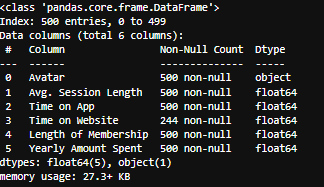 <class 'pandas.core.frame.DataFrame'>
Index: 500 entries, 0 to 499
Data columns (total 6 columns):
 #   Column                Non-Null Count  Dtype
---  ------                --------------  -----
 0   Avatar                500 non-null    object
 1   Avg. Session Length   500 non-null    float64
 2   Time on App           500 non-null    float64
 3   Time on Website       244 non-null    float64
 4   Length of Membership  500 non-null    float64
 5   Yearly Amount Spent   500 non-null    float64
dtypes: float64(5), object(1)
memory usage: 27.3+ KB